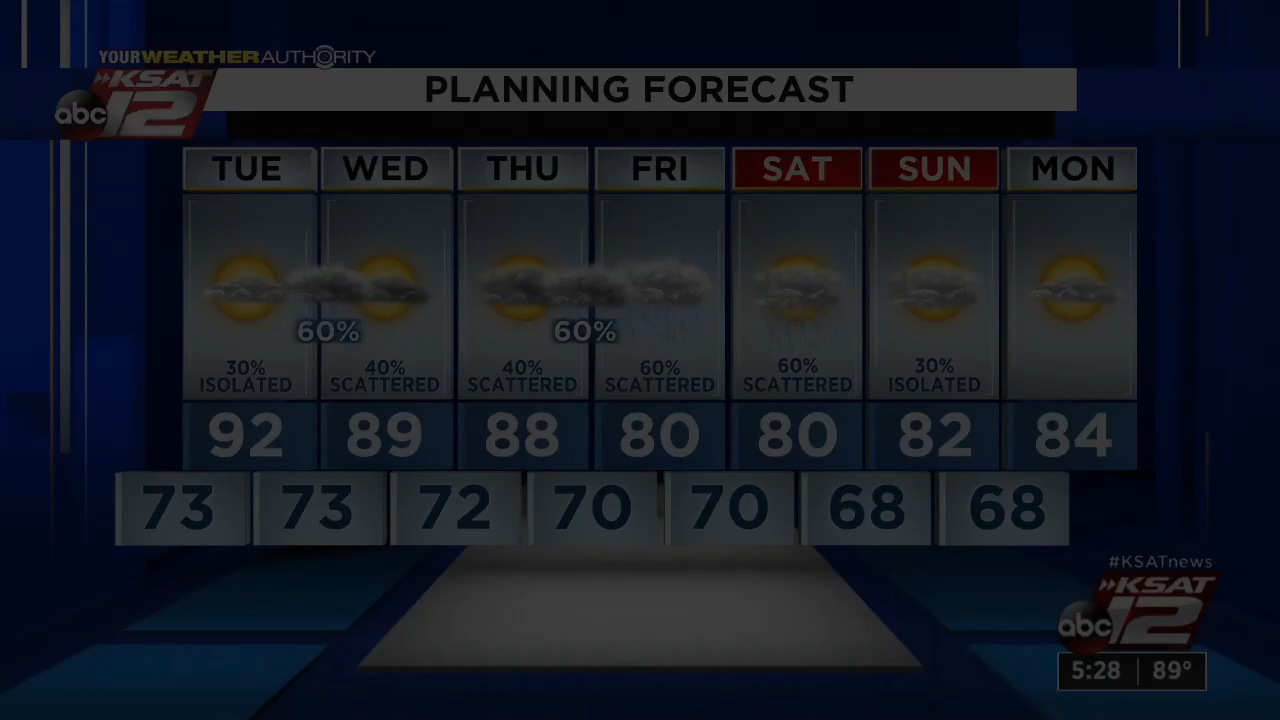 YOURWEATHERAUTHORITY
KSAT
abc 12
PLANNING FORECAST
TUE WED THU FRI SAT SUN MON
60% 60%
30% 40% 40% 60% 60% 30%
ISOLATED SCATTERED SCATTERED SCATTERED SCATTERED ISOLATED
92 89 88 80 80 82 84
73 73 72 70 70 68 68
#KSATnews
KSAT
abc 12
5:28 89°